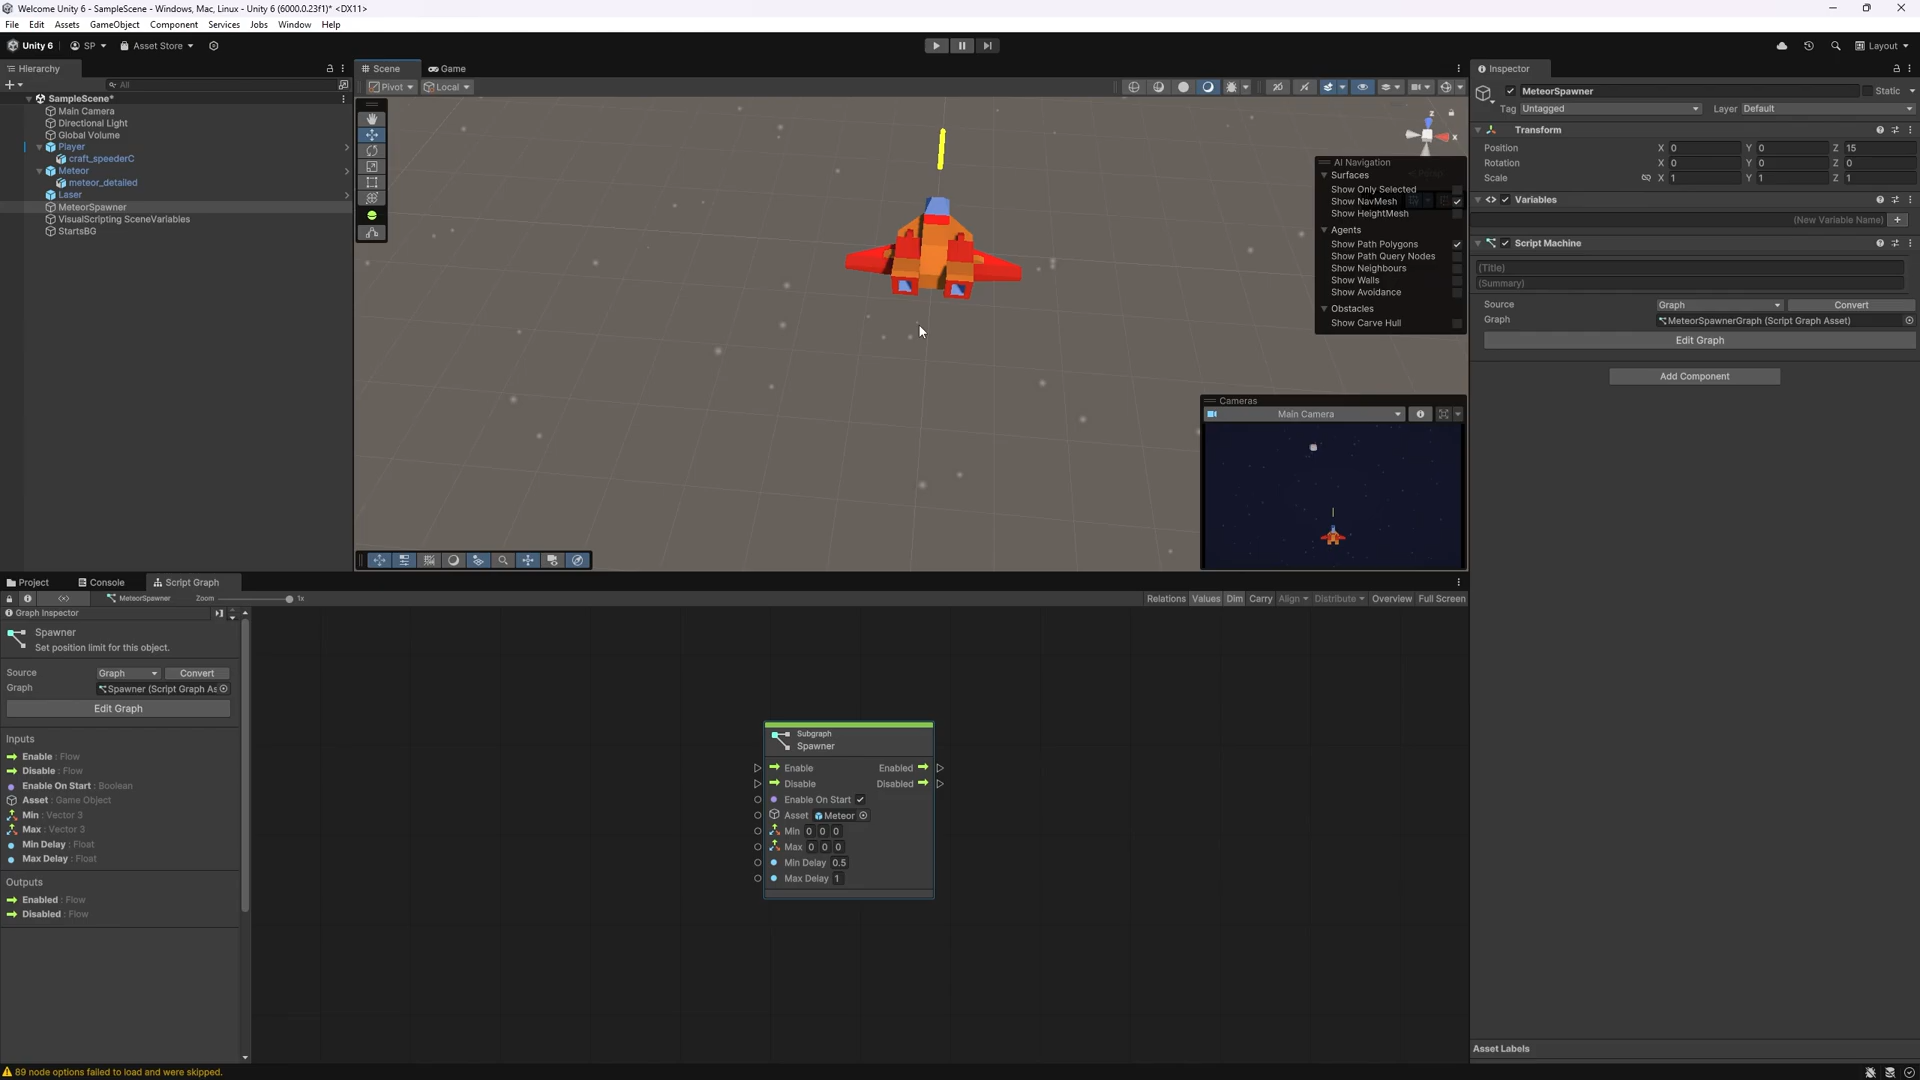 Welcome Unity 6 - SampleScene - Windows, Mac, Linux - Unity 6 (6000.0.23f1)* <DX11>
File Edit Assets GameObject Component Services Jobs Window Help
Unity 6 SP Asset Store Layout
Hierarchy
All
SampleScene*
Main Camera
Directional Light
Global Volume
Player
craft_speederC
Meteor
meteor_detailed
Laser
MeteorSpawner
VisualScripting SceneVariables
StartsBG
Scene Game
Pivot Local
z
x
AI Navigation
Surfaces
Show Only Selected
Show NavMesh
Show HeightMesh
Agents
Show Path Polygons
Show Path Query Nodes
Show Neighbours
Show Walls
Show Avoidance
Obstacles
Show Carve Hull
Cameras
Main Camera
Inspector
MeteorSpawner Static
Tag Untagged Layer Default
Transform
Position X 0 Y 0 Z 15
Rotation X 0 Y 0 Z 0
Scale X 1 Y 1 Z 1
Variables
(New Variable Name) +
Script Machine
(Title)
(Summary)
Source Graph Convert
Graph MeteorSpawnerGraph (Script Graph Asset)
Edit Graph
Add Component
Asset Labels
Project Console Script Graph
MeteorSpawner Zoom 1x Relations Values Dim Carry Align Distribute Overview Full Screen
Graph Inspector
Spawner
Set position limit for this object.
Source Graph Convert
Graph Spawner (Script Graph As
Edit Graph
Inputs
Enable : Flow
Disable : Flow
Enable On Start : Boolean
Asset : Game Object
Min : Vector 3
Max : Vector 3
Min Delay : Float
Max Delay : Float
Outputs
Enabled : Flow
Disabled : Flow
Subgraph
Spawner
Enable Enabled
Disable Disabled
Enable On Start
Asset Meteor
Min 0 0 0
Max 0 0 0
Min Delay 0.5
Max Delay 1
89 node options failed to load and were skipped.